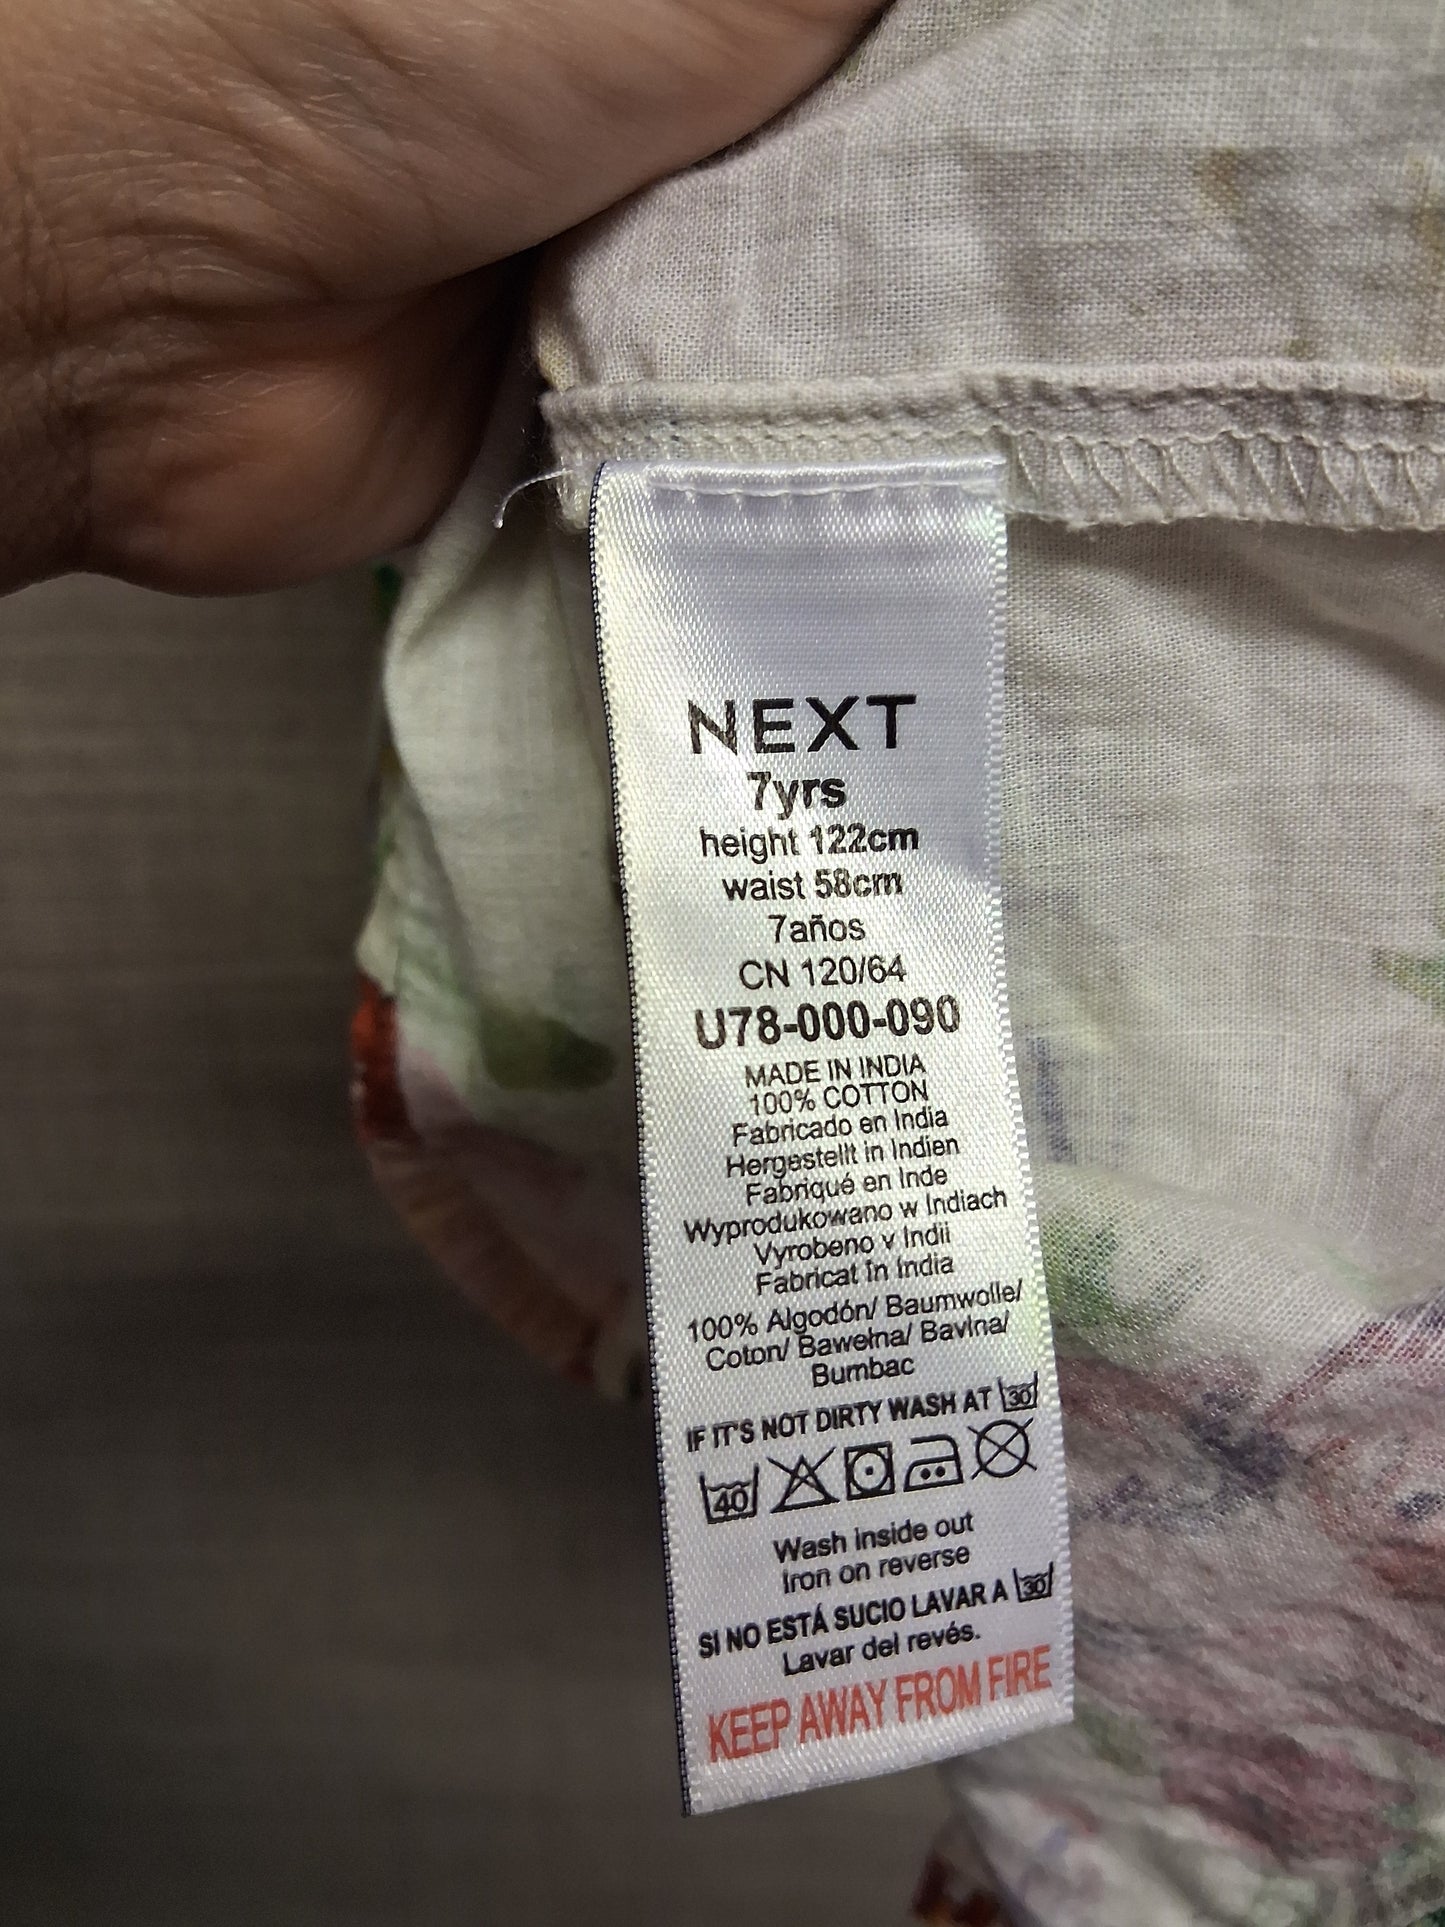 NEXT
7yrs
height 122cm
waist 58cm
7años
CN 120/64
U78-000-090
MADE IN INDIA
100% COTTON
Fabricado en India
Hergestellt in Indien
Fabriqué en Inde
Wyprodukowano w Indiach
Vyrobeno v Indii
Fabricat În India
100% Algodón/ Baumwolle/
Coton/ Bawełna/ Bavlna/
Bumbac
IF IT'S NOT DIRTY WASH AT 30
40
Wash inside out
Iron on reverse
SI NO ESTÁ SUCIO LAVAR A 30
Lavar del revés.
KEEP AWAY FROM FIRE